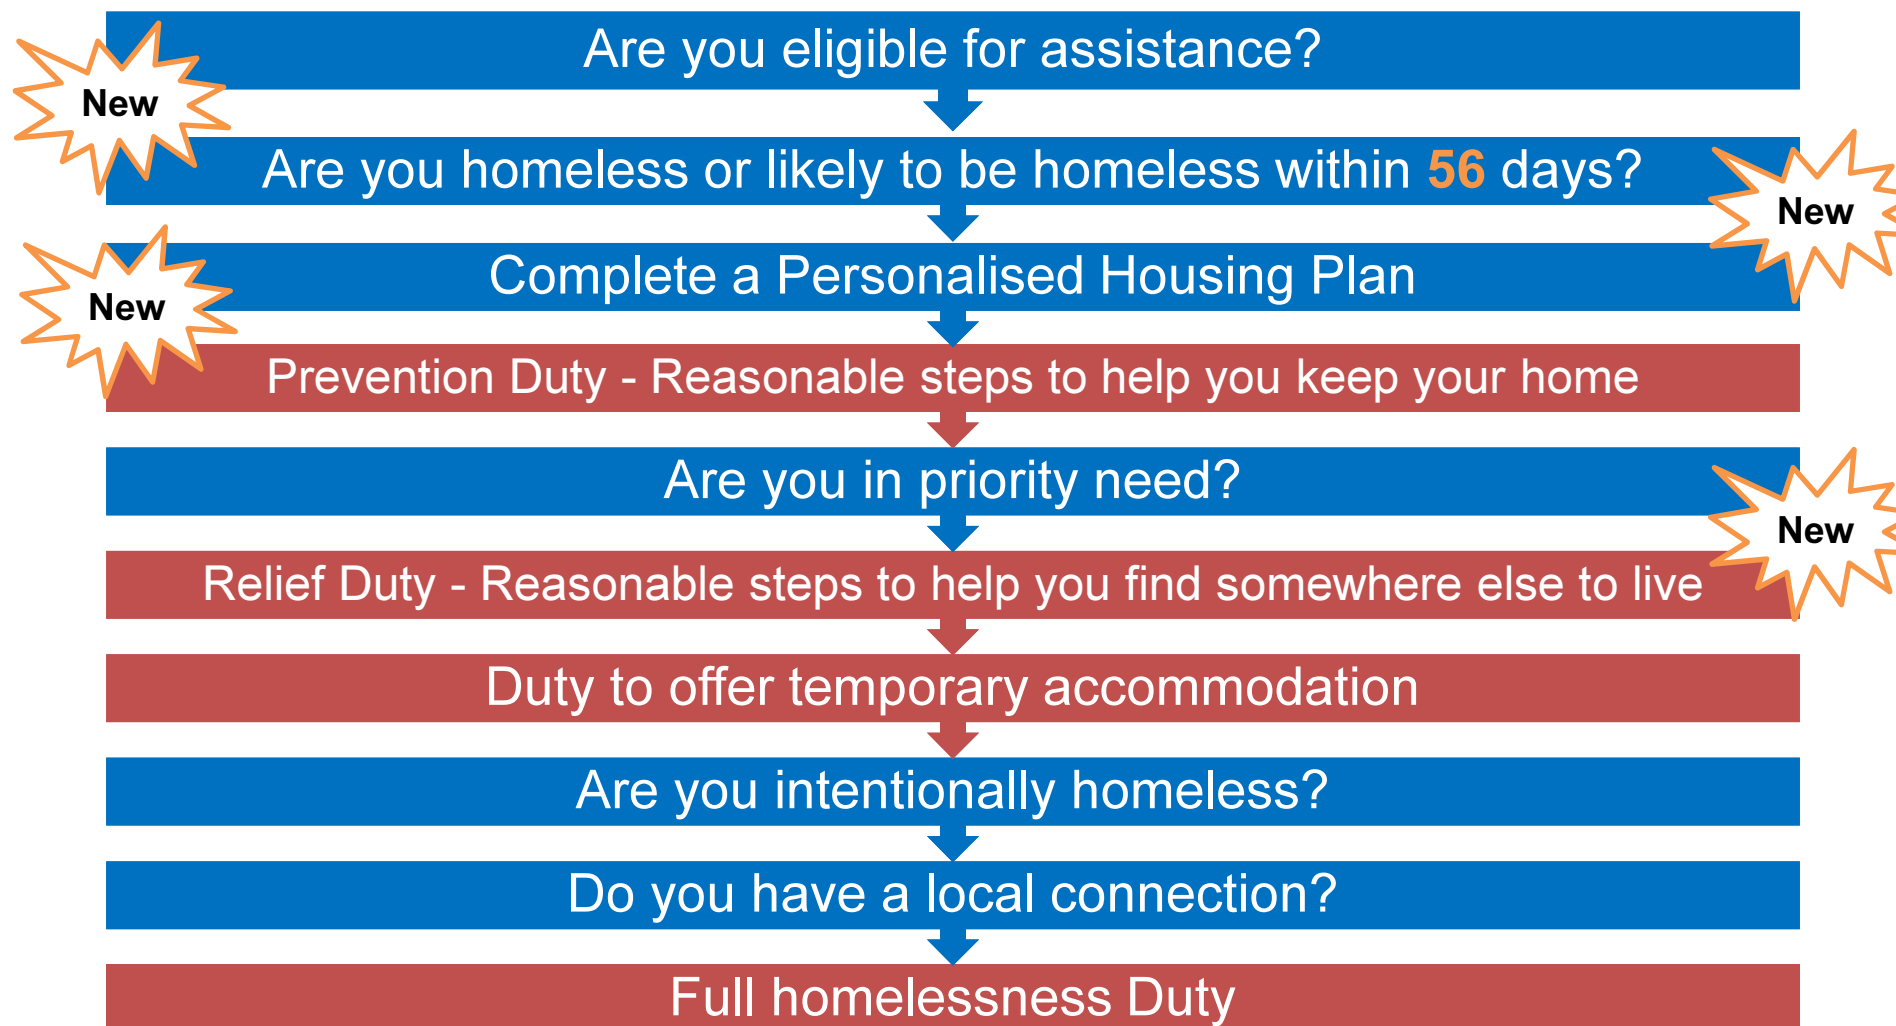 Are you eligible for assistance?
New
Are you homeless or likely to be homeless within 56 days?
New
Complete a Personalised Housing Plan
New
Prevention Duty - Reasonable steps to help you keep your home
Are you in priority need?
New
Relief Duty - Reasonable steps to help you find somewhere else to live
Duty to offer temporary accommodation
Are you intentionally homeless?
Do you have a local connection?
Full homelessness Duty